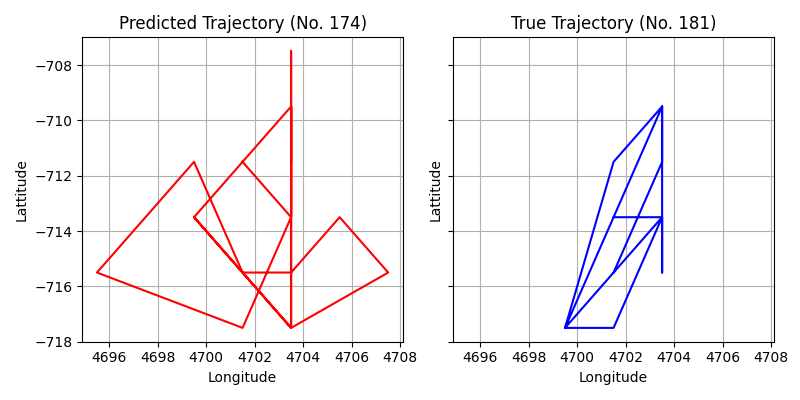 Predicted Trajectory (No. 174)
True Trajectory (No. 181)
−708
−710
−712
−714
−716
−718
Lattitude
Lattitude
4696 4698 4700 4702 4704 4706 4708
4696 4698 4700 4702 4704 4706 4708
Longitude
Longitude